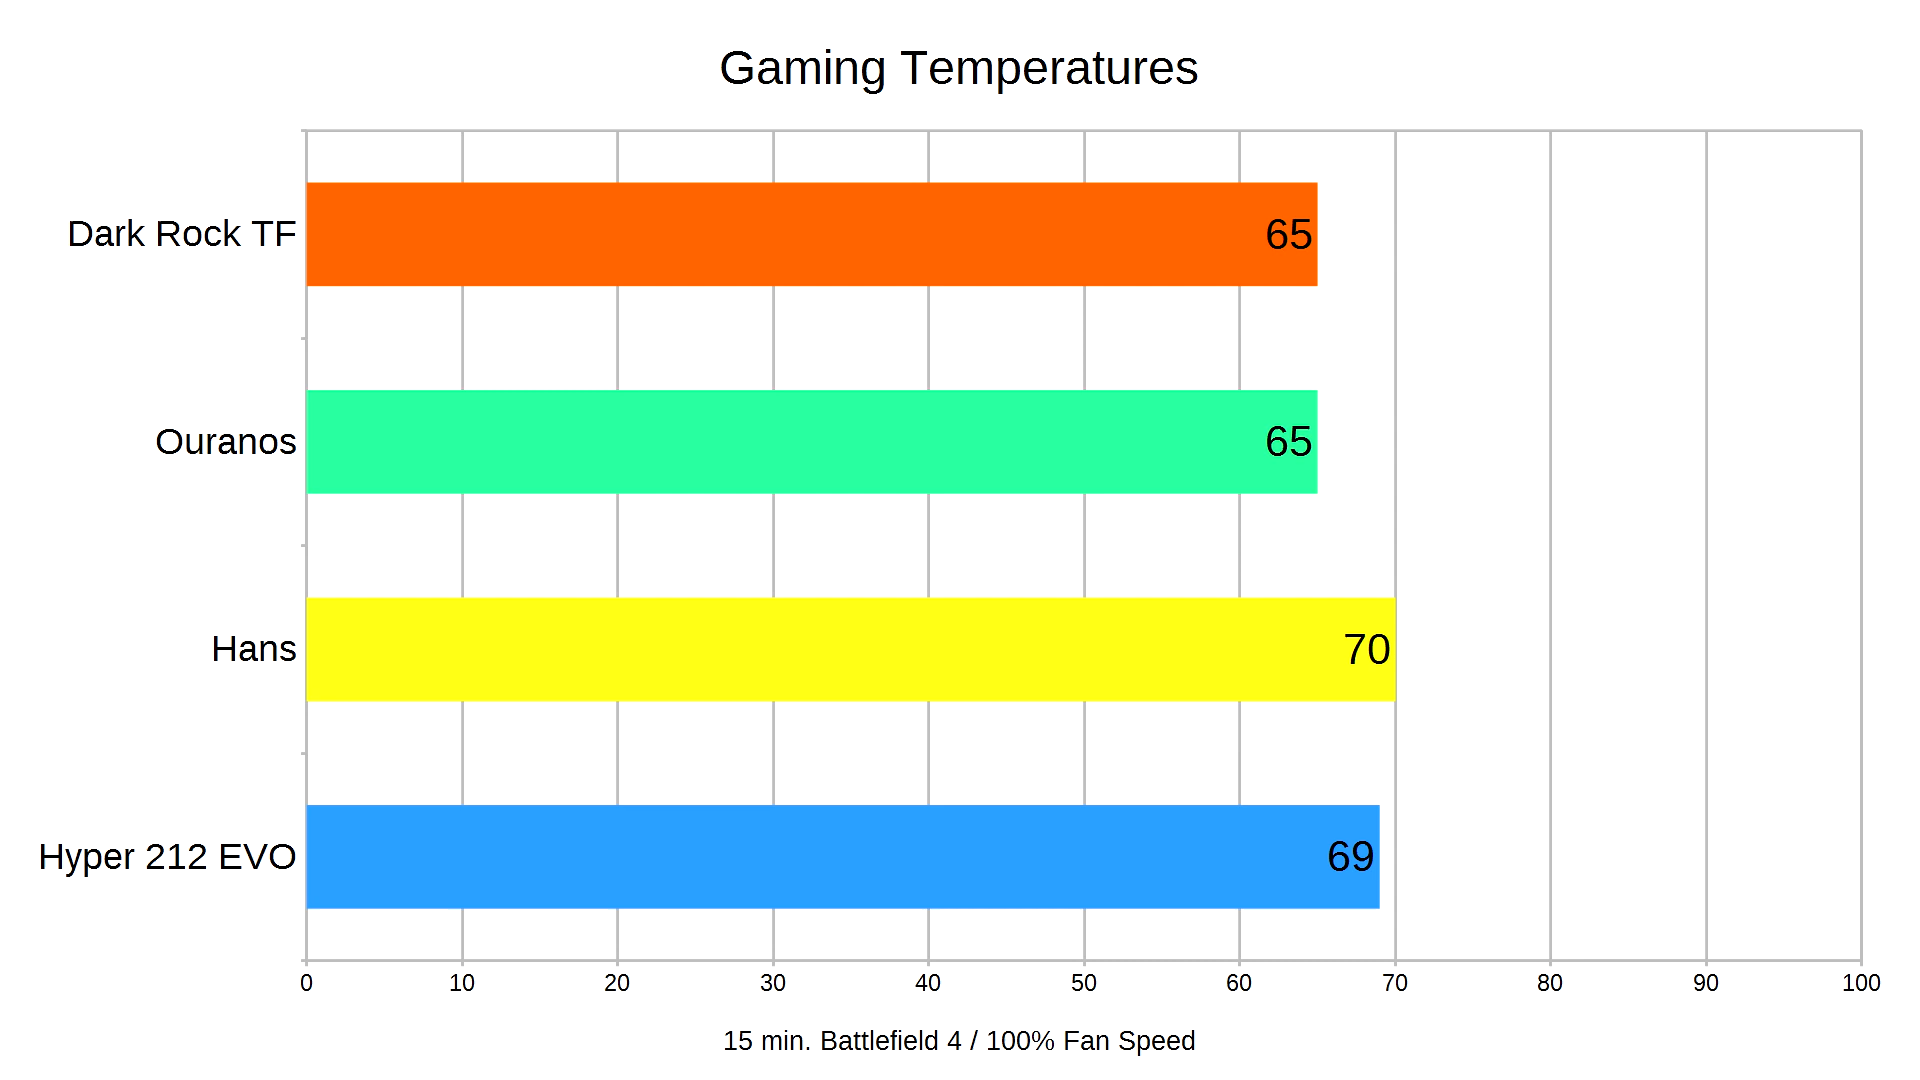 Gaming Temperatures
Dark Rock TF
65
Ouranos
65
Hans
70
Hyper 212 EVO
69
0 10 20 30 40 50 60 70 80 90 100
15 min. Battlefield 4 / 100% Fan Speed